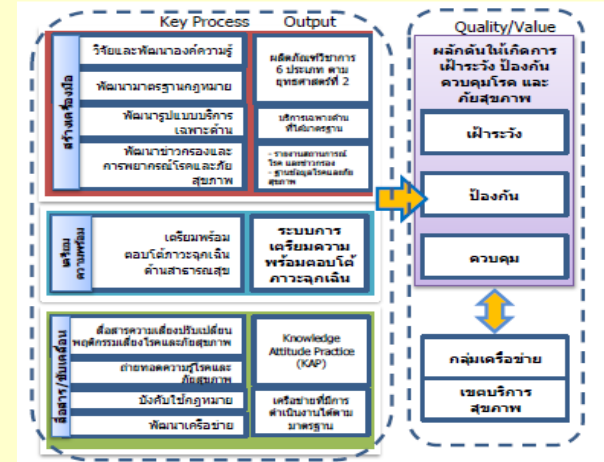 Key Process
Output
Quality/Value
สร้างเครื่องมือ
วิจัยและพัฒนาองค์ความรู้
พัฒนามาตรฐานกฎหมาย
ผลิตภัณฑ์วิชาการ
6 ประเภท ตาม
ยุทธศาสตร์ที่ 2
พัฒนารูปแบบบริการ
เฉพาะด้าน
บริการเฉพาะด้าน
ที่ได้มาตรฐาน
พัฒนาข่าวกรองและ
การพยากรณ์โรคและภัย
สุขภาพ
- รายงานสถานการณ์
โรค และข่าวกรอง
- ฐานข้อมูลโรคและภัย
สุขภาพ
เตรียม
ความพร้อม
เตรียมพร้อม
ตอบโต้ภาวะฉุกเฉิน
ด้านสาธารณสุข
ระบบการ
เตรียมความ
พร้อมตอบโต้
ภาวะฉุกเฉิน
สื่อสาร/ขับเคลื่อน
สื่อสารความเสี่ยงปรับเปลี่ยน
พฤติกรรมเสี่ยงโรคและภัยสุขภาพ
ถ่ายทอดความรู้โรคและ
ภัยสุขภาพ
Knowledge
Attitude Practice
(KAP)
บังคับใช้กฎหมาย
พัฒนาเครือข่าย
เครือข่ายที่มีการ
ดำเนินงานได้ตาม
มาตรฐาน
ผลักดันให้เกิดการ
เฝ้าระวัง ป้องกัน
ควบคุมโรค และ
ภัยสุขภาพ
เฝ้าระวัง
ป้องกัน
ควบคุม
กลุ่มเครือข่าย
เขตบริการ
สุขภาพ